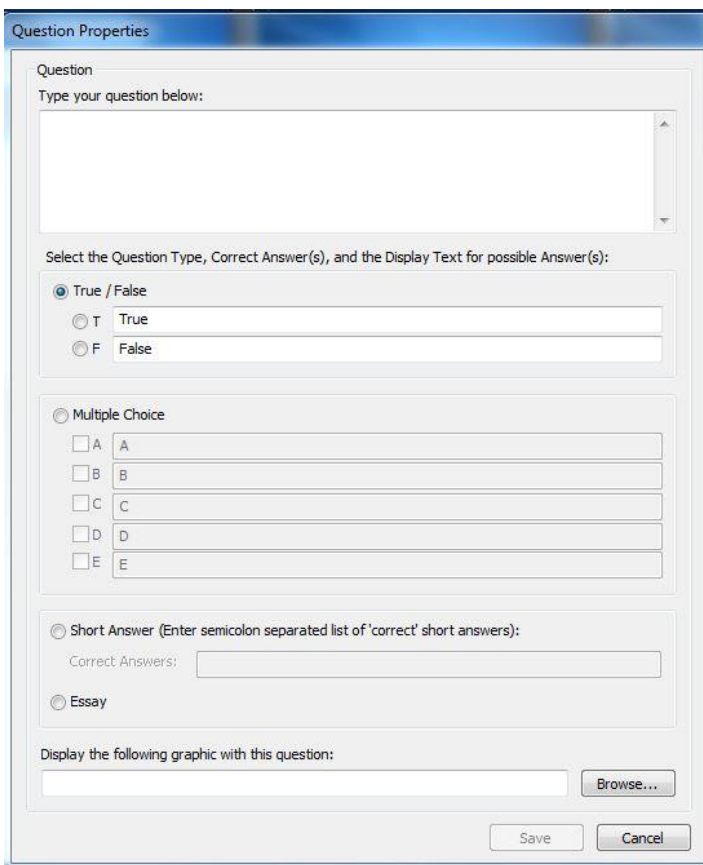 Question Properties
Question
Type your question below:
Select the Question Type, Correct Answer(s), and the Display Text for possible Answer(s):
True / False
T True
F False
Multiple Choice
A A
B B
C C
D D
E E
Short Answer (Enter semicolon separated list of 'correct' short answers):
Correct Answers:
Essay
Display the following graphic with this question:
Browse...
Save Cancel